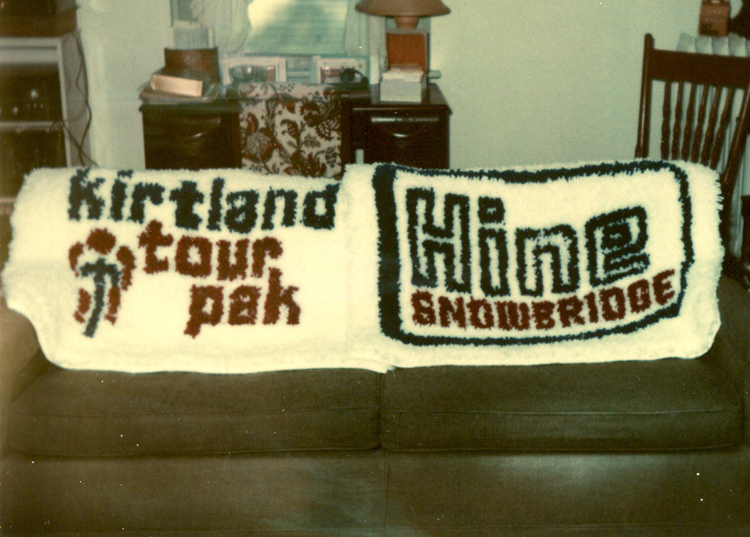 Kirtland
tour
pak
Hine
SNOWBRIDGE